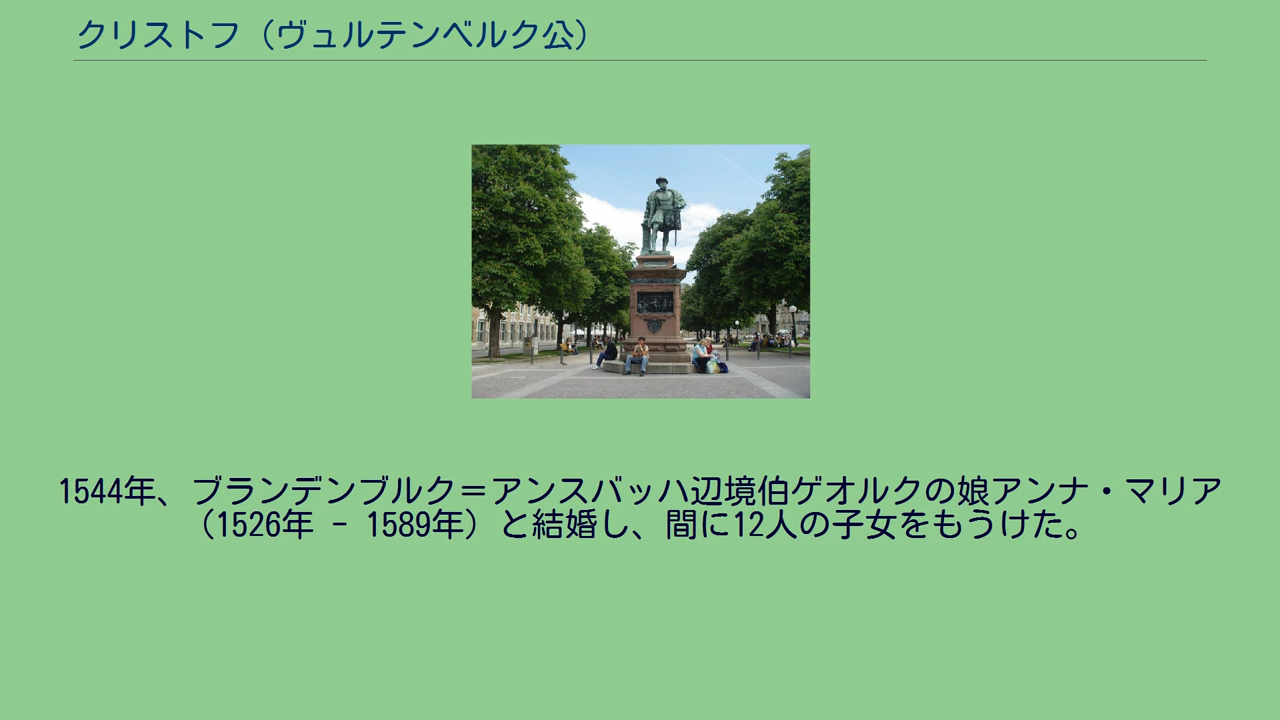 クリストフ（ヴュルテンベルク公）
1544年、ブランデンブルク＝アンスバッハ辺境伯ゲオルクの娘アンナ・マリア
（1526年 - 1589年）と結婚し、間に12人の子女をもうけた。